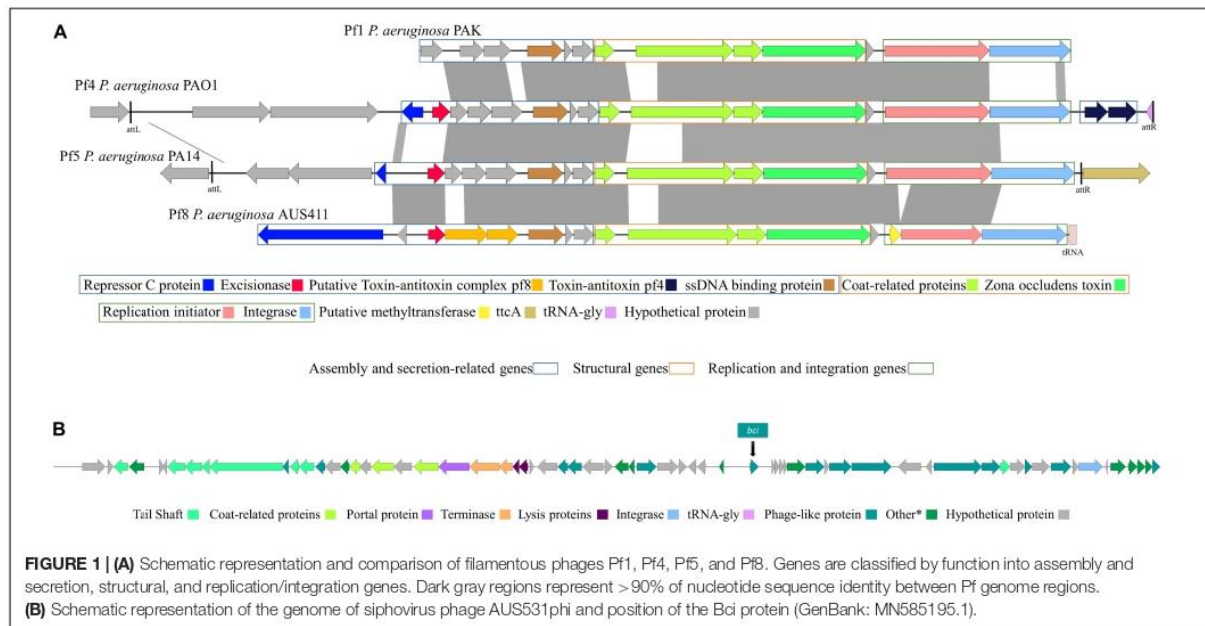 A
Pf1 P. aeruginosa PAK
Pf4 P. aeruginosa PAO1
attL
attR
Pf5 P. aeruginosa PA14
attL
attR
Pf8 P. aeruginosa AUS411
tRNA
Repressor C protein Excisionase Putative Toxin-antitoxin complex pf8 Toxin-antitoxin pf4 ssDNA binding protein Coat-related proteins Zona occludens toxin
Replication initiator Integrase Putative methyltransferase ttcA tRNA-gly Hypothetical protein
Assembly and secretion-related genes Structural genes Replication and integration genes
B
bci
Tail Shaft Coat-related proteins Portal protein Terminase Lysis proteins Integrase tRNA-gly Phage-like protein Other* Hypothetical protein
FIGURE 1 | (A) Schematic representation and comparison of filamentous phages Pf1, Pf4, Pf5, and Pf8. Genes are classified by function into assembly and
secretion, structural, and replication/integration genes. Dark gray regions represent >90% of nucleotide sequence identity between Pf genome regions.
(B) Schematic representation of the genome of siphovirus phage AUS531phi and position of the Bci protein (GenBank: MN585195.1).